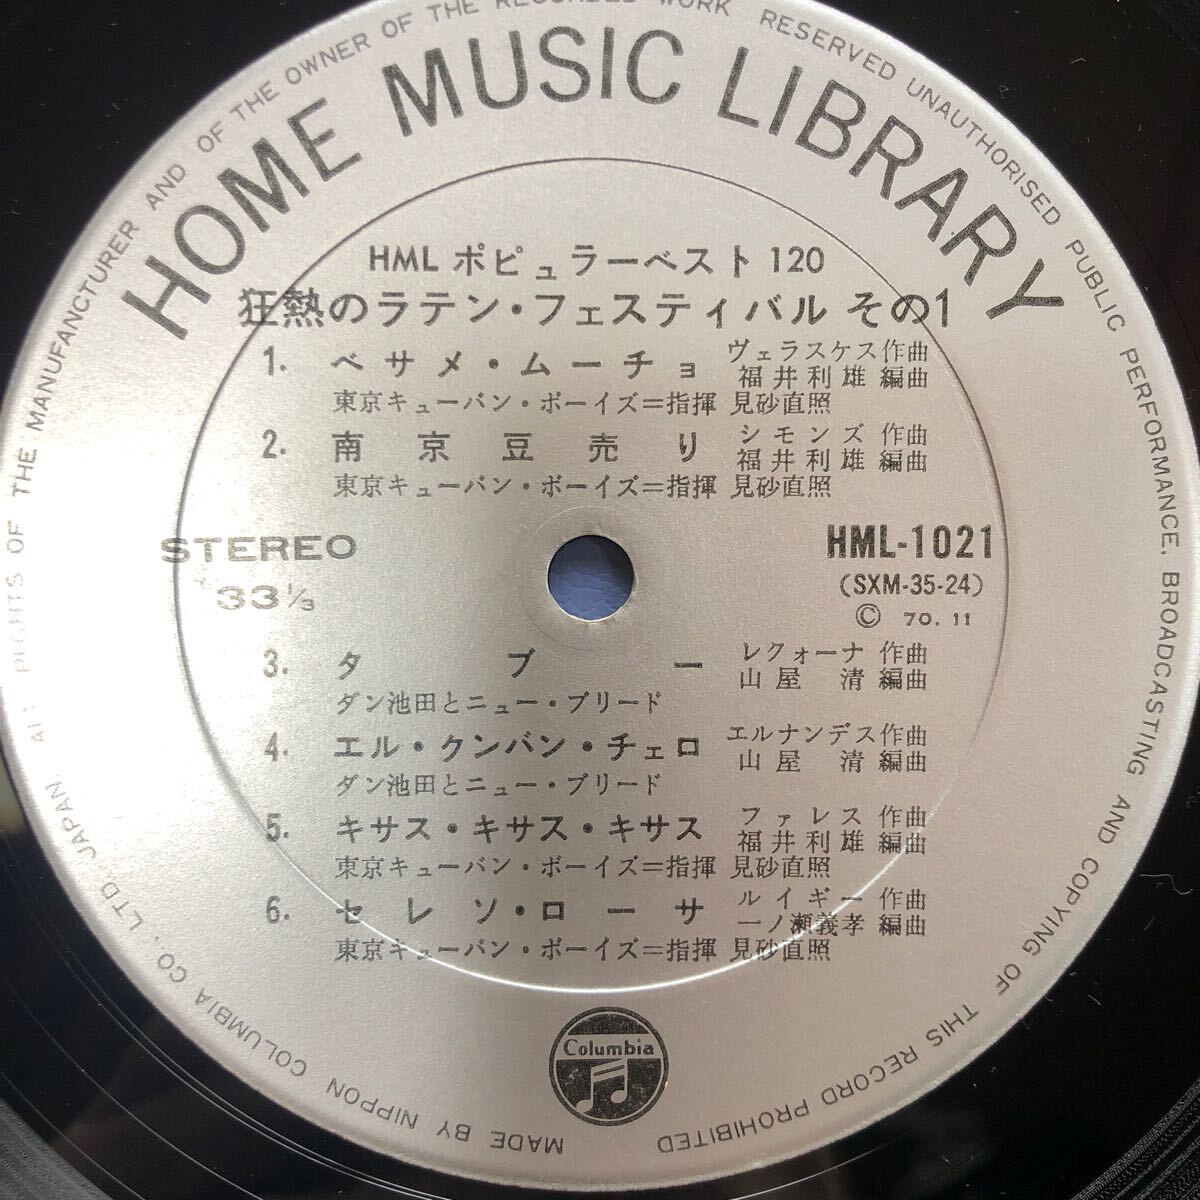 HOME MUSIC LIBRARY
HML ポピュラーベスト 120
狂熱のラテン・フェスティバル その1
1. ベサメ・ムーチョ ヴェラスケス作曲
福井利雄 編曲
東京キューバン・ボーイズ=指揮 見砂直照
2. 南京豆売り シモンズ 作曲
福井利雄 編曲
東京キューバン・ボーイズ=指揮 見砂直照
STEREO
33⅓
HML-1021
(SXM-35-24)
© 70.11
3. タブー レクォーナ 作曲
山屋 清 編曲
ダン池田とニュー・ブリード
4. エル・クンバン・チェロ エルナンデス作曲
山屋 清 編曲
ダン池田とニュー・ブリード
5. キサス・キサス・キサス ファレス 作曲
福井利雄 編曲
東京キューバン・ボーイズ=指揮 見砂直照
6. セレソ・ローサ ルイギー 作曲
一ノ瀬義孝 編曲
東京キューバン・ボーイズ=指揮 見砂直照
Columbia
MADE BY NIPPON COLUMBIA CO., LTD. JAPAN. ALL RIGHTS OF THE MANUFANCTURER AND OF THE OWNER OF THE RECORDED WORK RESERVED UNAUTHORISED PUBLIC PERFORMANCE. BROADCASTING AND COPYING OF THIS RECORD PROHIBITED